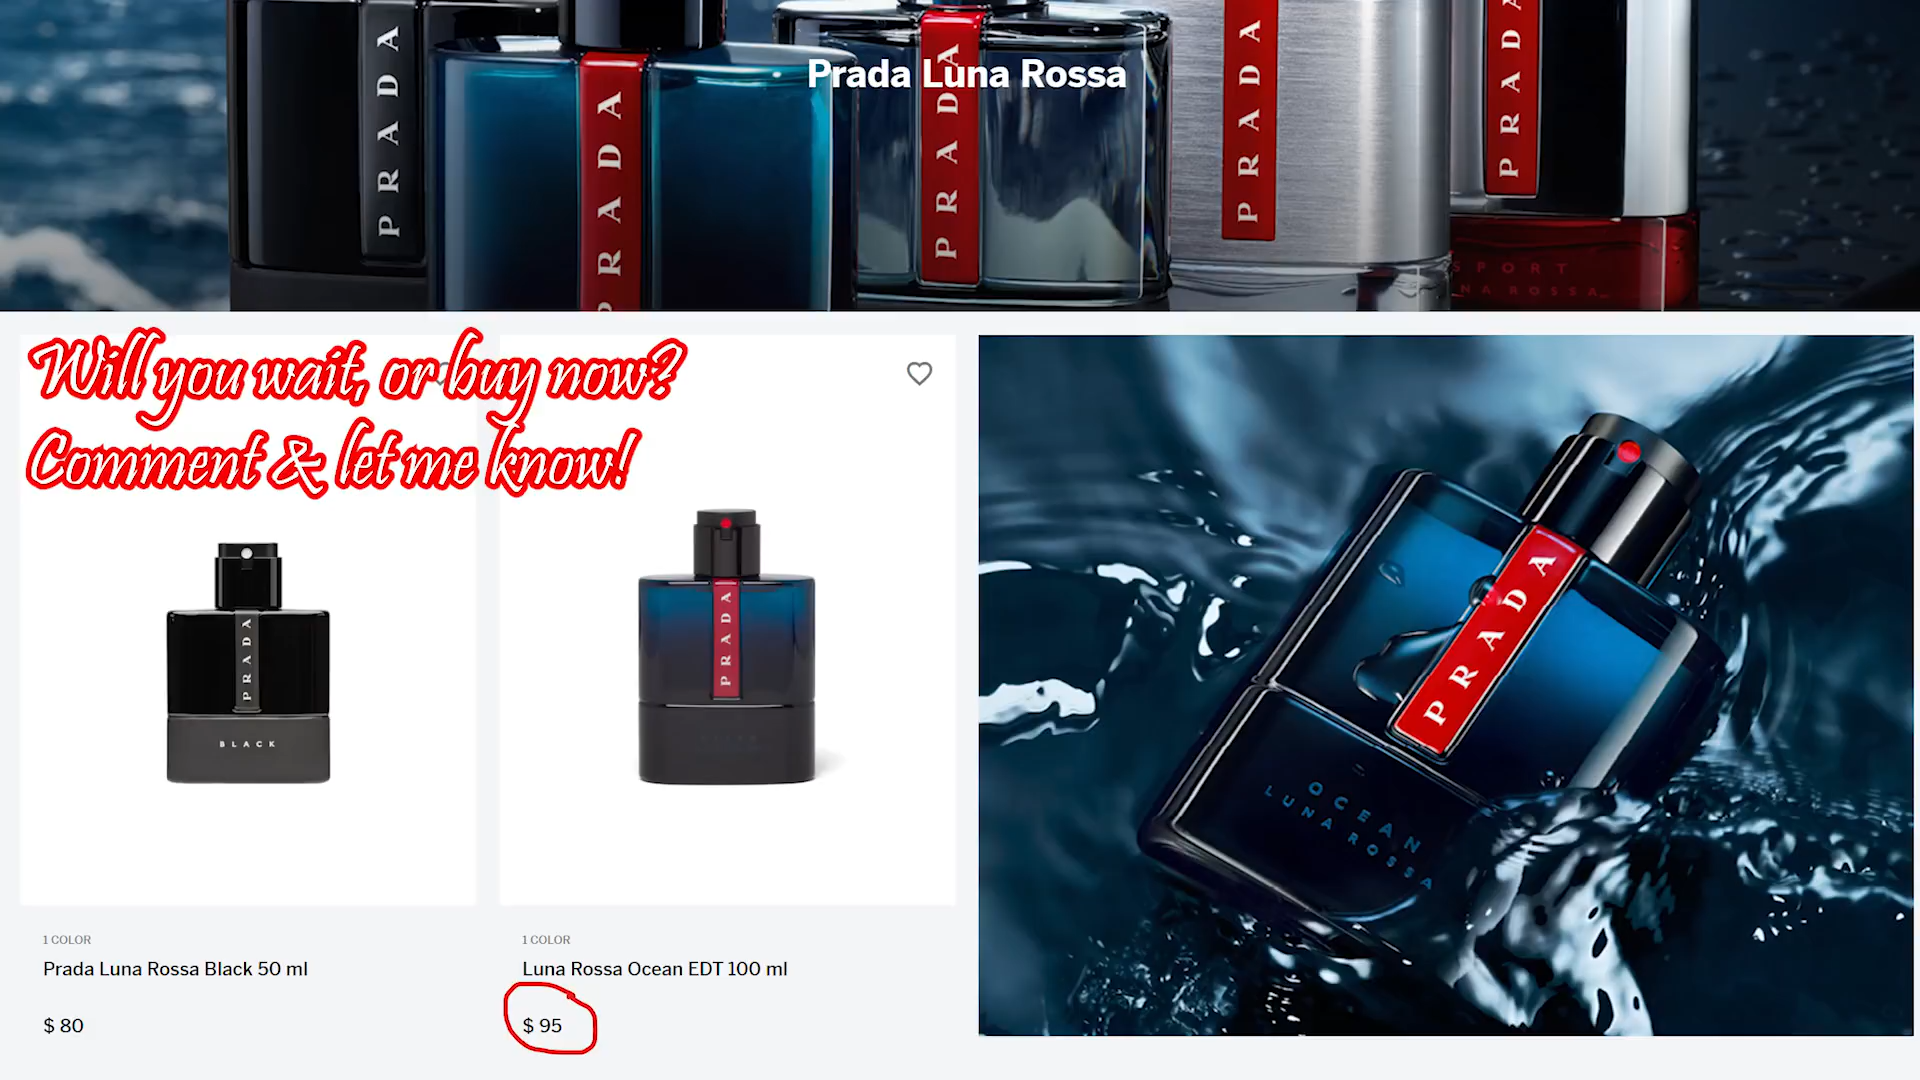 PRADA
PRADA
PRADA
PRADA
PRADA
Prada Luna Rossa
SPORT
NA ROSSA
Will you wait, or buy now?
Comment & let me know!
PRADA
BLACK
PRADA
PRADA
OCEAN
LUNA ROSSA
1 COLOR
Prada Luna Rossa Black 50 ml
$ 80
1 COLOR
Luna Rossa Ocean EDT 100 ml
$ 95